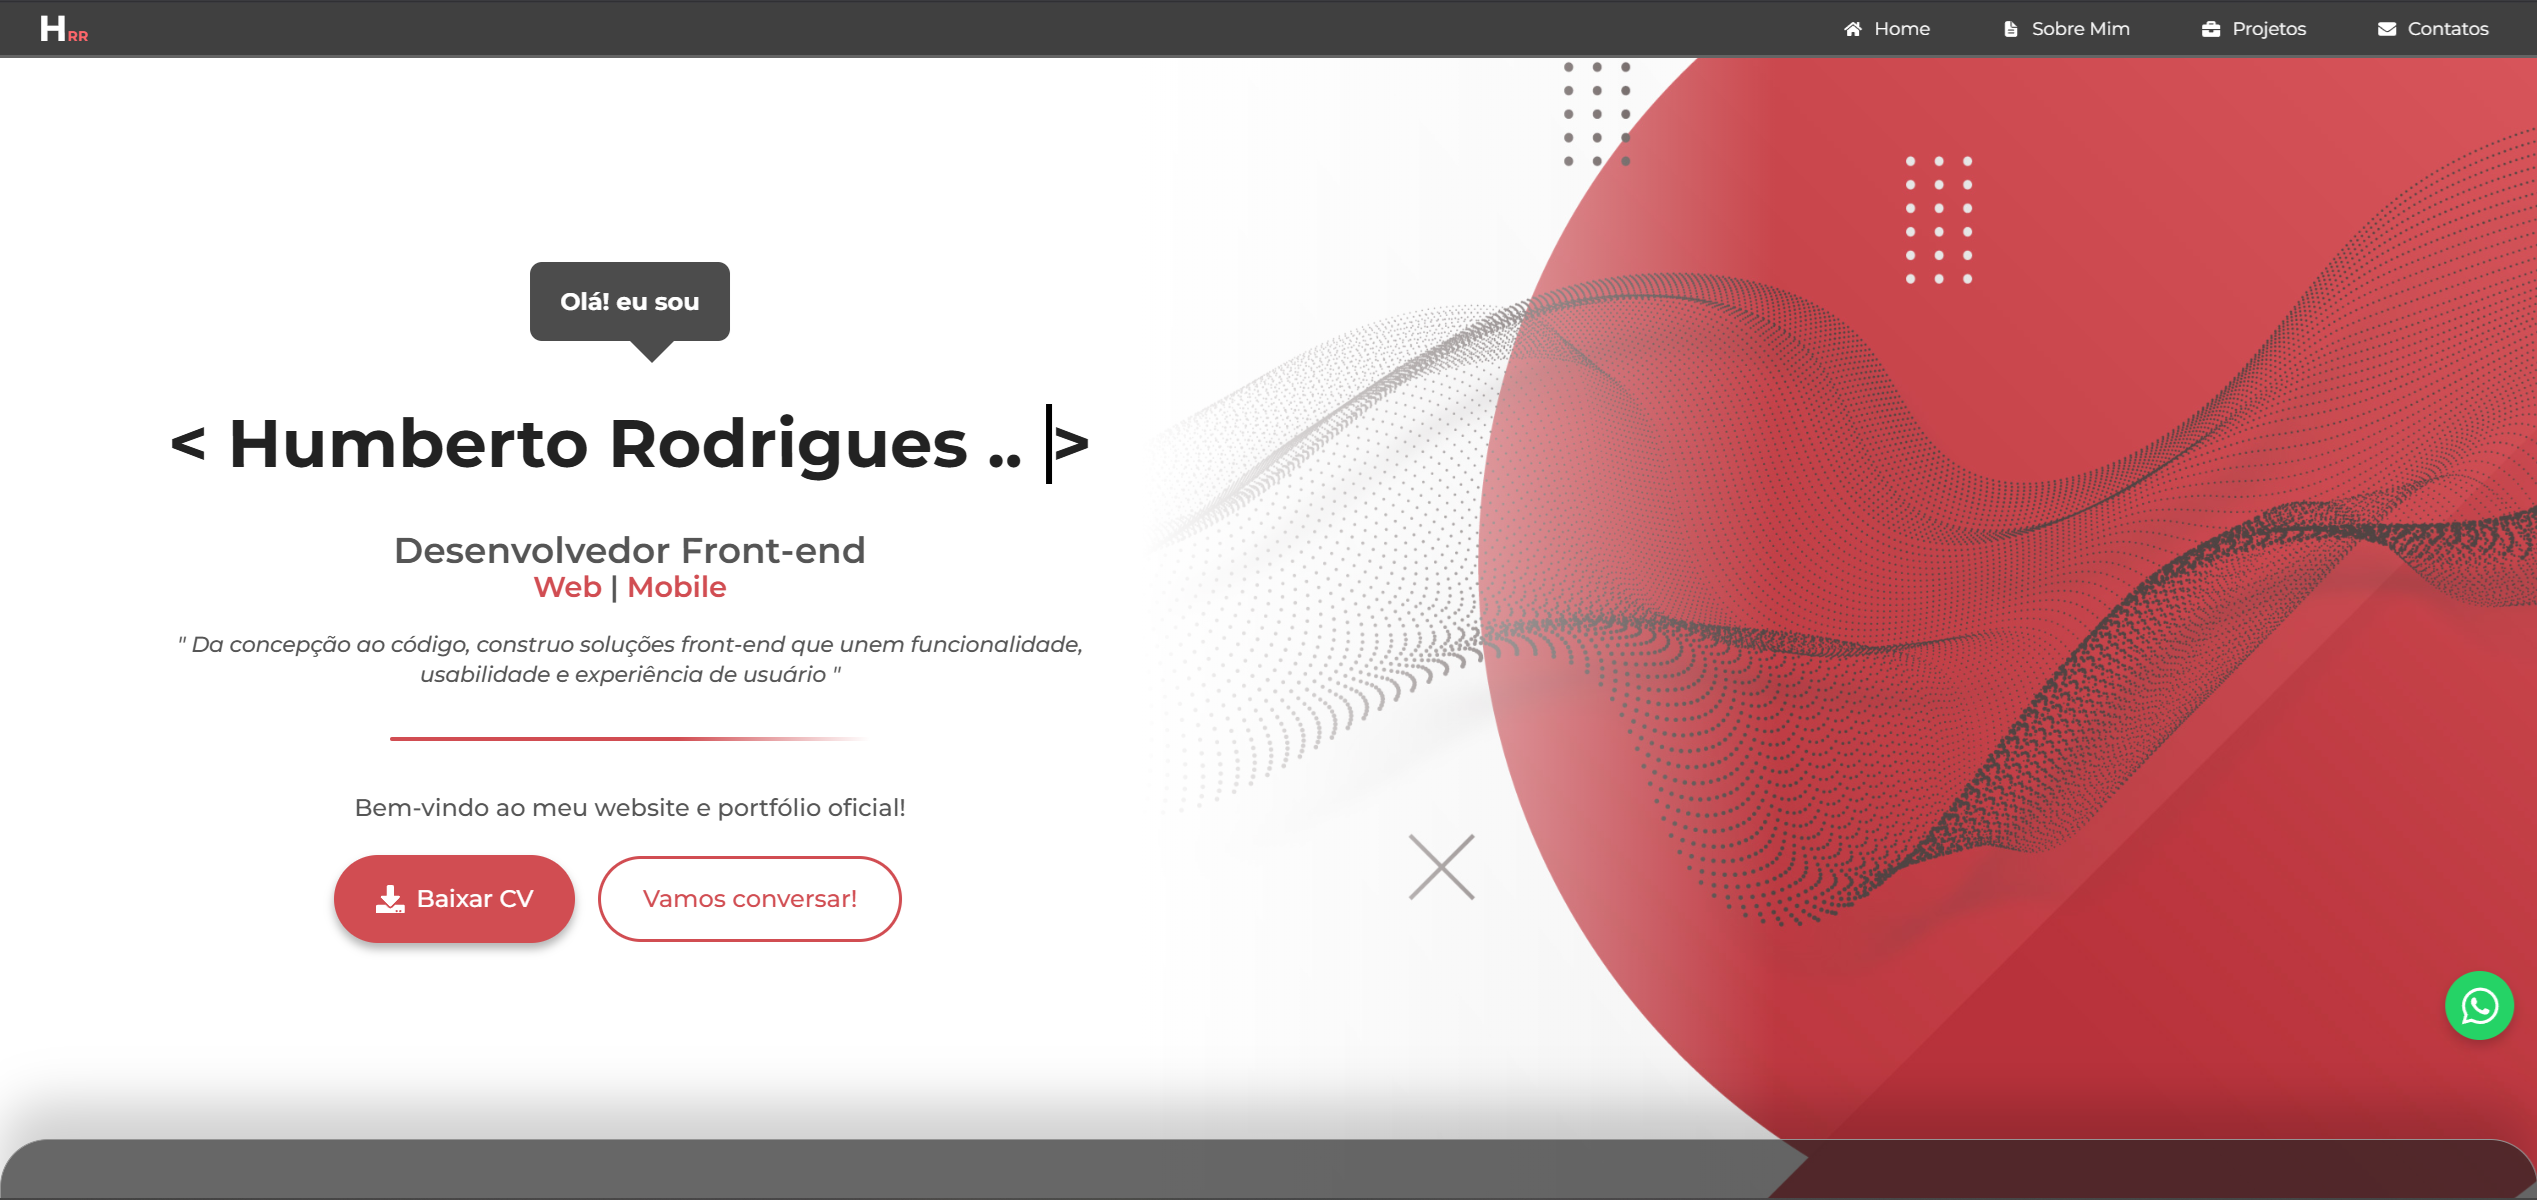 HRR
Home Sobre Mim Projetos Contatos
Olá! eu sou
< Humberto Rodrigues .. |>
Desenvolvedor Front-end
Web | Mobile
" Da concepção ao código, construo soluções front-end que unem funcionalidade,
usabilidade e experiência de usuário "
Bem-vindo ao meu website e portfólio oficial!
Baixar CV Vamos conversar!